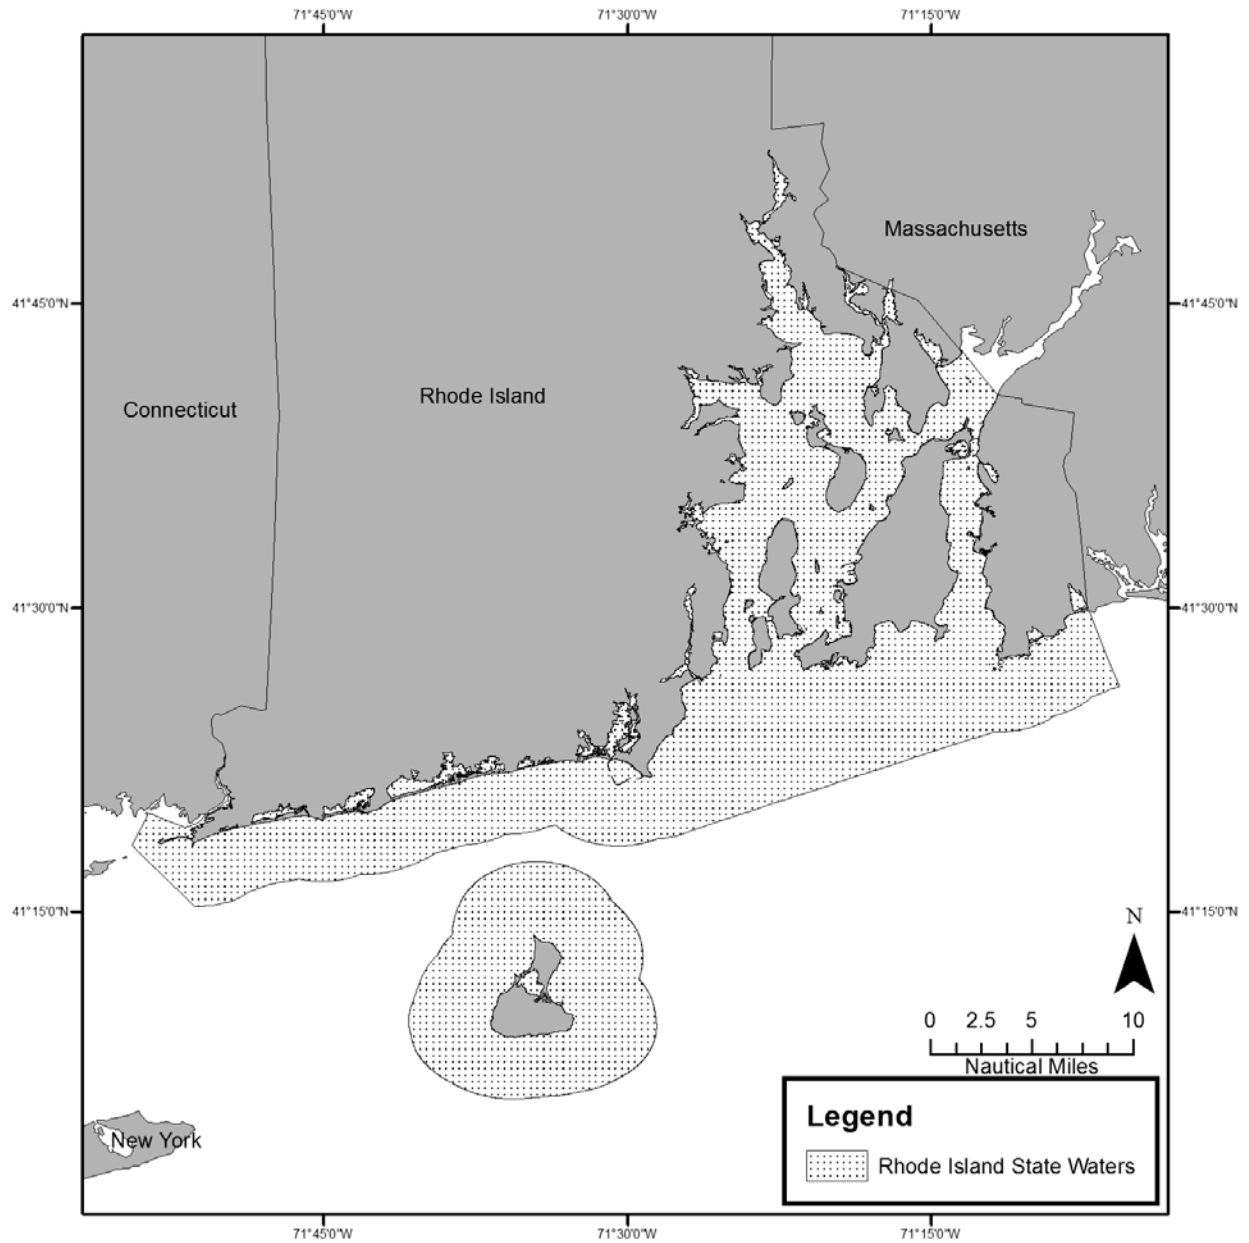 71°45'0"W 71°30'0"W 71°15'0"W
Massachusetts
41°45'0"N 41°45'0"N
Rhode Island
Connecticut
41°30'0"N 41°30'0"N
41°15'0"N 41°15'0"N
N
0 2.5 5 10
Nautical Miles
Legend
New York
Rhode Island State Waters
71°45'0"W 71°30'0"W 71°15'0"W